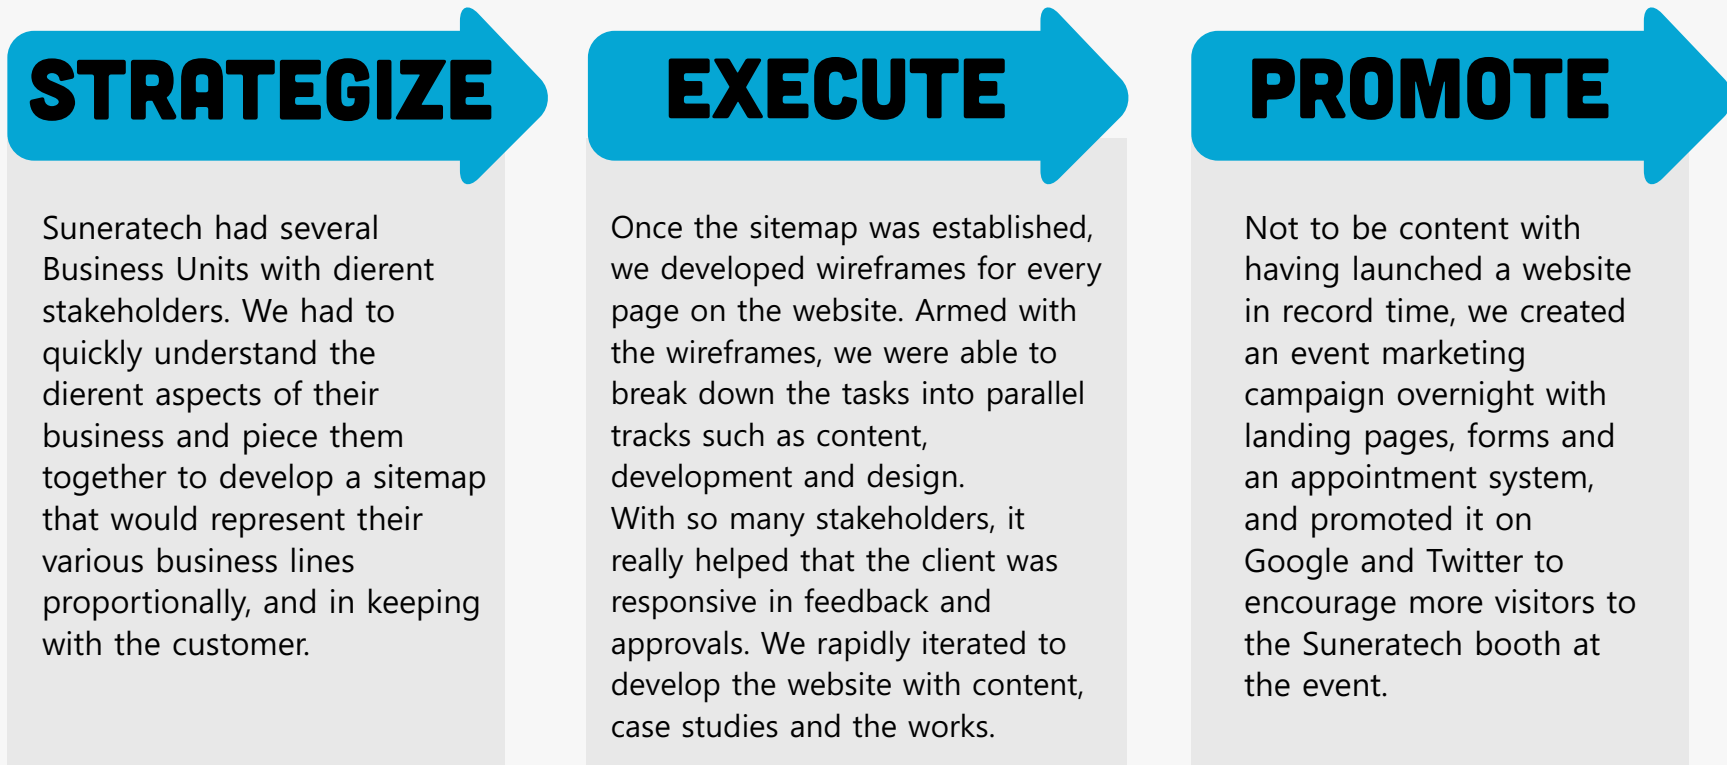 STRATEGIZE
Suneratech had several
Business Units with dierent
stakeholders. We had to
quickly understand the
dierent aspects of their
business and piece them
together to develop a sitemap
that would represent their
various business lines
proportionally, and in keeping
with the customer.
EXECUTE
Once the sitemap was established,
we developed wireframes for every
page on the website. Armed with
the wireframes, we were able to
break down the tasks into parallel
tracks such as content,
development and design.
With so many stakeholders, it
really helped that the client was
responsive in feedback and
approvals. We rapidly iterated to
develop the website with content,
case studies and the works.
PROMOTE
Not to be content with
having launched a website
in record time, we created
an event marketing
campaign overnight with
landing pages, forms and
an appointment system,
and promoted it on
Google and Twitter to
encourage more visitors to
the Suneratech booth at
the event.